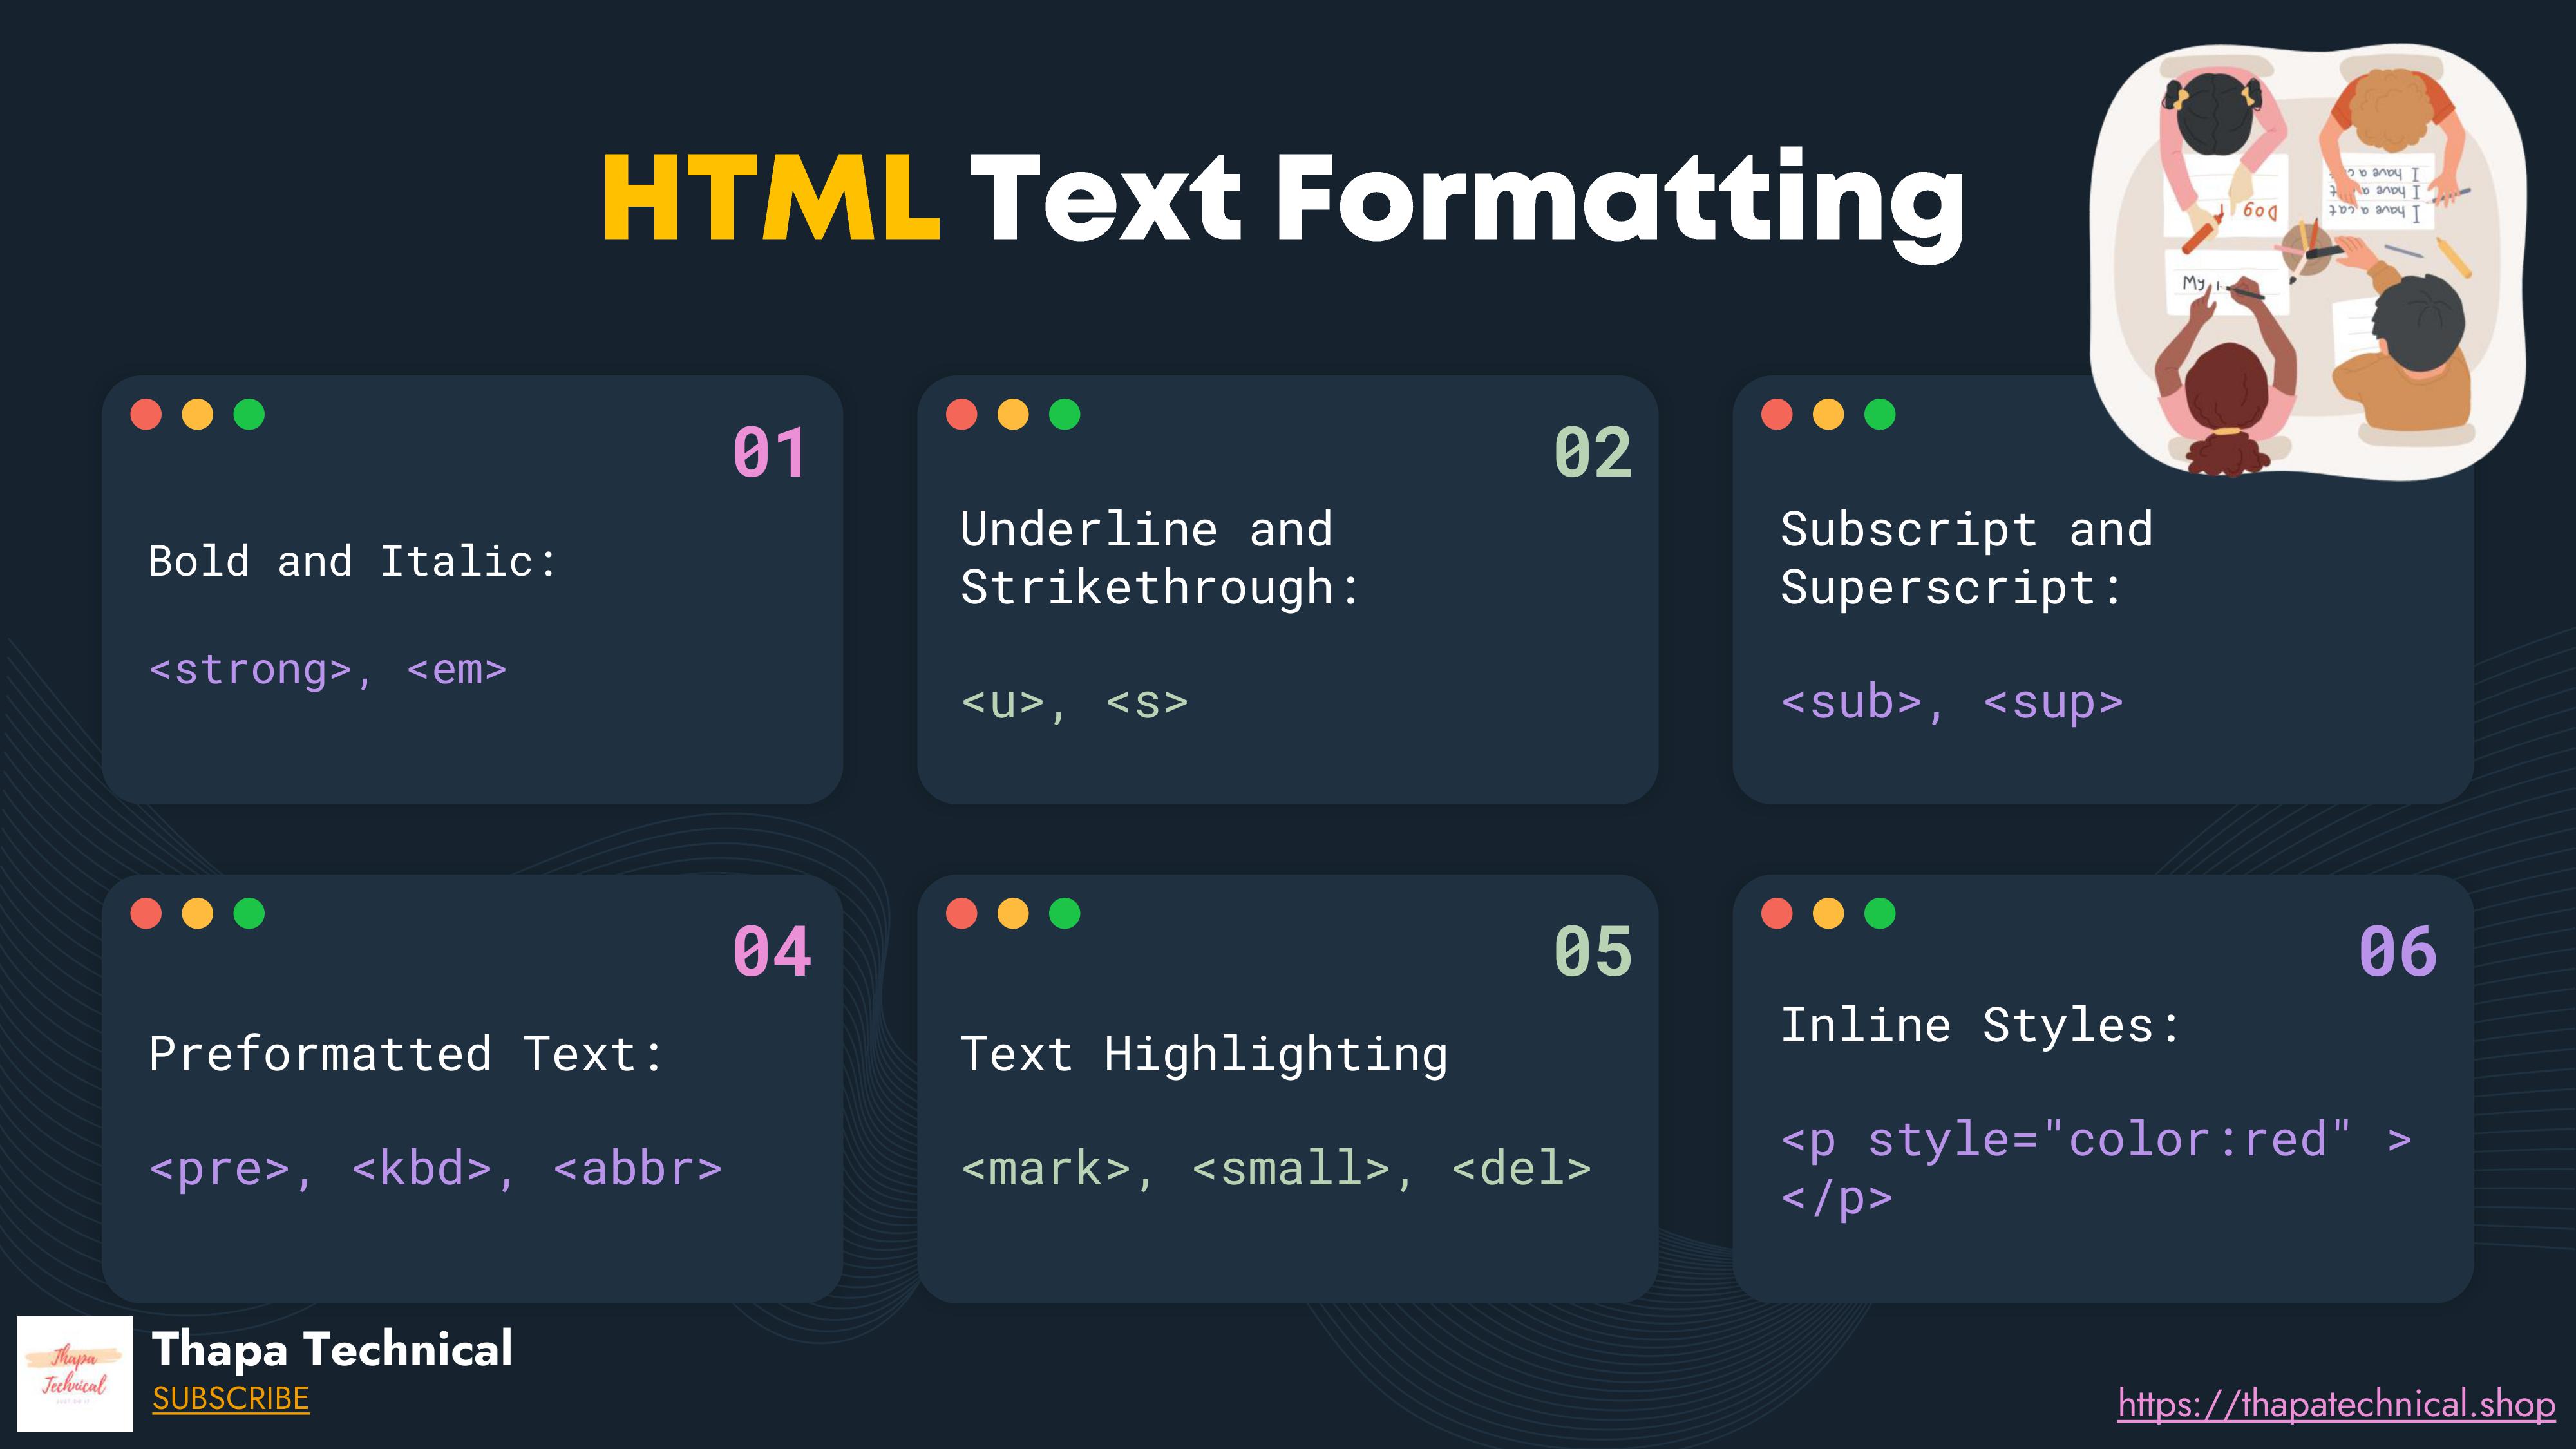 HTML Text Formatting
I have a cat
I have a
I have a c
Dog
My
01
Bold and Italic:
<strong>, <em>
02
Underline and
Strikethrough:
<u>, <s>
Subscript and
Superscript:
<sub>, <sup>
04
Preformatted Text:
<pre>, <kbd>, <abbr>
05
Text Highlighting
<mark>, <small>, <del>
06
Inline Styles:
<p style="color:red" >
</p>
Thapa
Technical
Thapa Technical
SUBSCRIBE
https://thapatechnical.shop